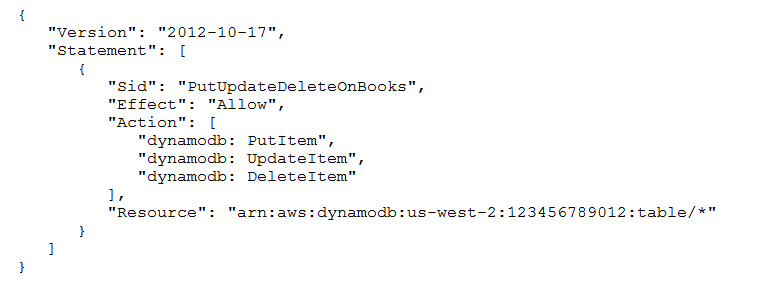 {
"Version": "2012-10-17",
"Statement": [
{
"Sid": "PutUpdateDeleteOnBooks",
"Effect": "Allow",
"Action": [
"dynamodb: PutItem",
"dynamodb: UpdateItem",
"dynamodb: DeleteItem"
],
"Resource": "arn:aws:dynamodb:us-west-2:123456789012:table/*"
}
]
}